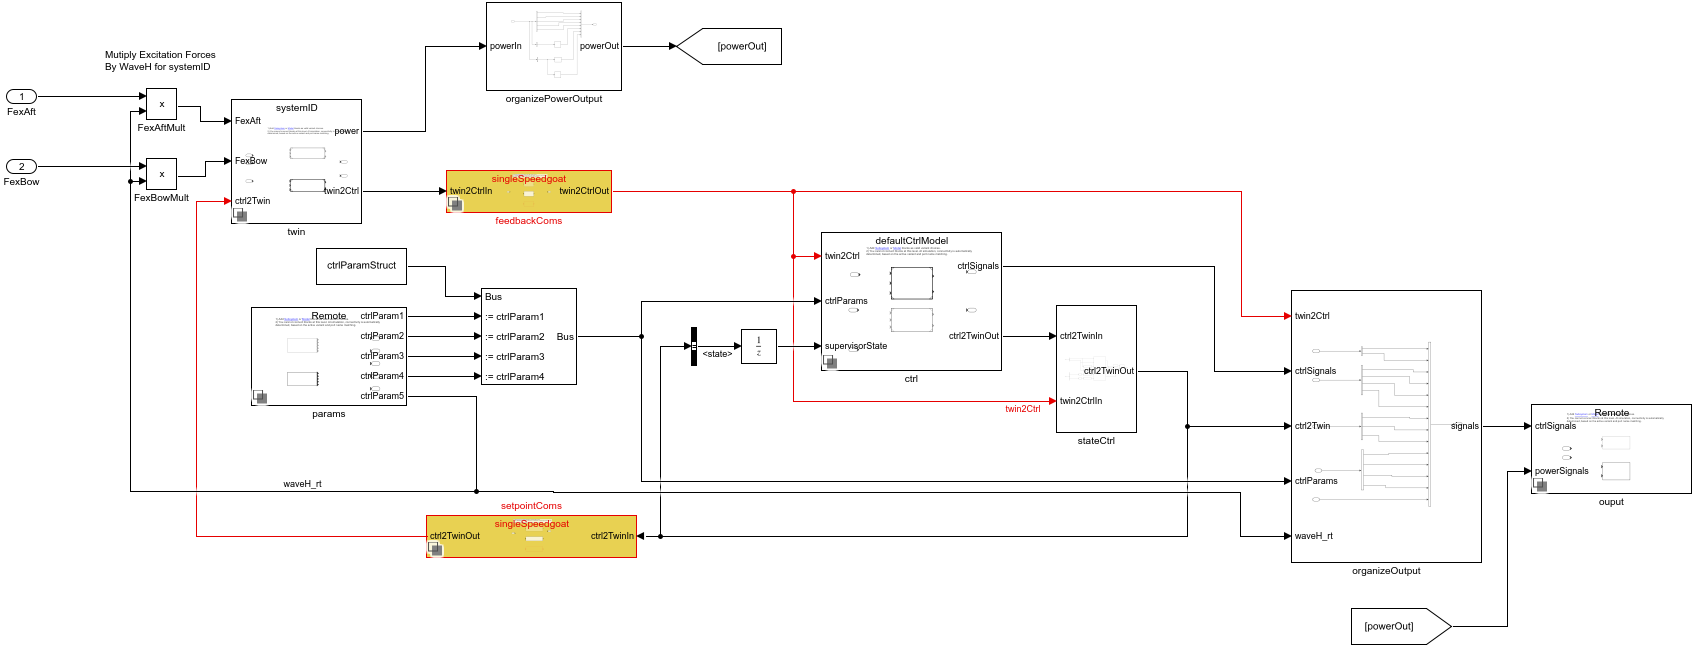 powerIn
powerOut
organizePowerOutput
[powerOut]
Mutiply Excitation Forces
By WaveH for systemID
1
FexAft
x
FexAftMult
2
FexBow
x
FexBowMult
systemID
FexAft
power
FexBow
twin2Ctrl
ctrl2Twin
twin
singleSpeedgoat
twin2CtrlIn
twin2CtrlOut
feedbackComs
ctrlParamStruct
Remote
ctrlParam1
ctrlParam2
ctrlParam3
ctrlParam4
ctrlParam5
params
Bus
:= ctrlParam1
:= ctrlParam2
:= ctrlParam3
:= ctrlParam4
Bus
<state>
1
z
defaultCtrlModel
twin2Ctrl
ctrlSignals
ctrlParams
ctrl2TwinOut
supervisorState
ctrl
ctrl2TwinIn
ctrl2TwinOut
twin2CtrlIn
twin2Ctrl
stateCtrl
waveH_rt
setpointComs
singleSpeedgoat
ctrl2TwinOut
ctrl2TwinIn
twin2Ctrl
ctrlSignals
ctrl2Twin
signals
ctrlParams
waveH_rt
organizeOutput
Remote
ctrlSignals
powerSignals
ouput
[powerOut]